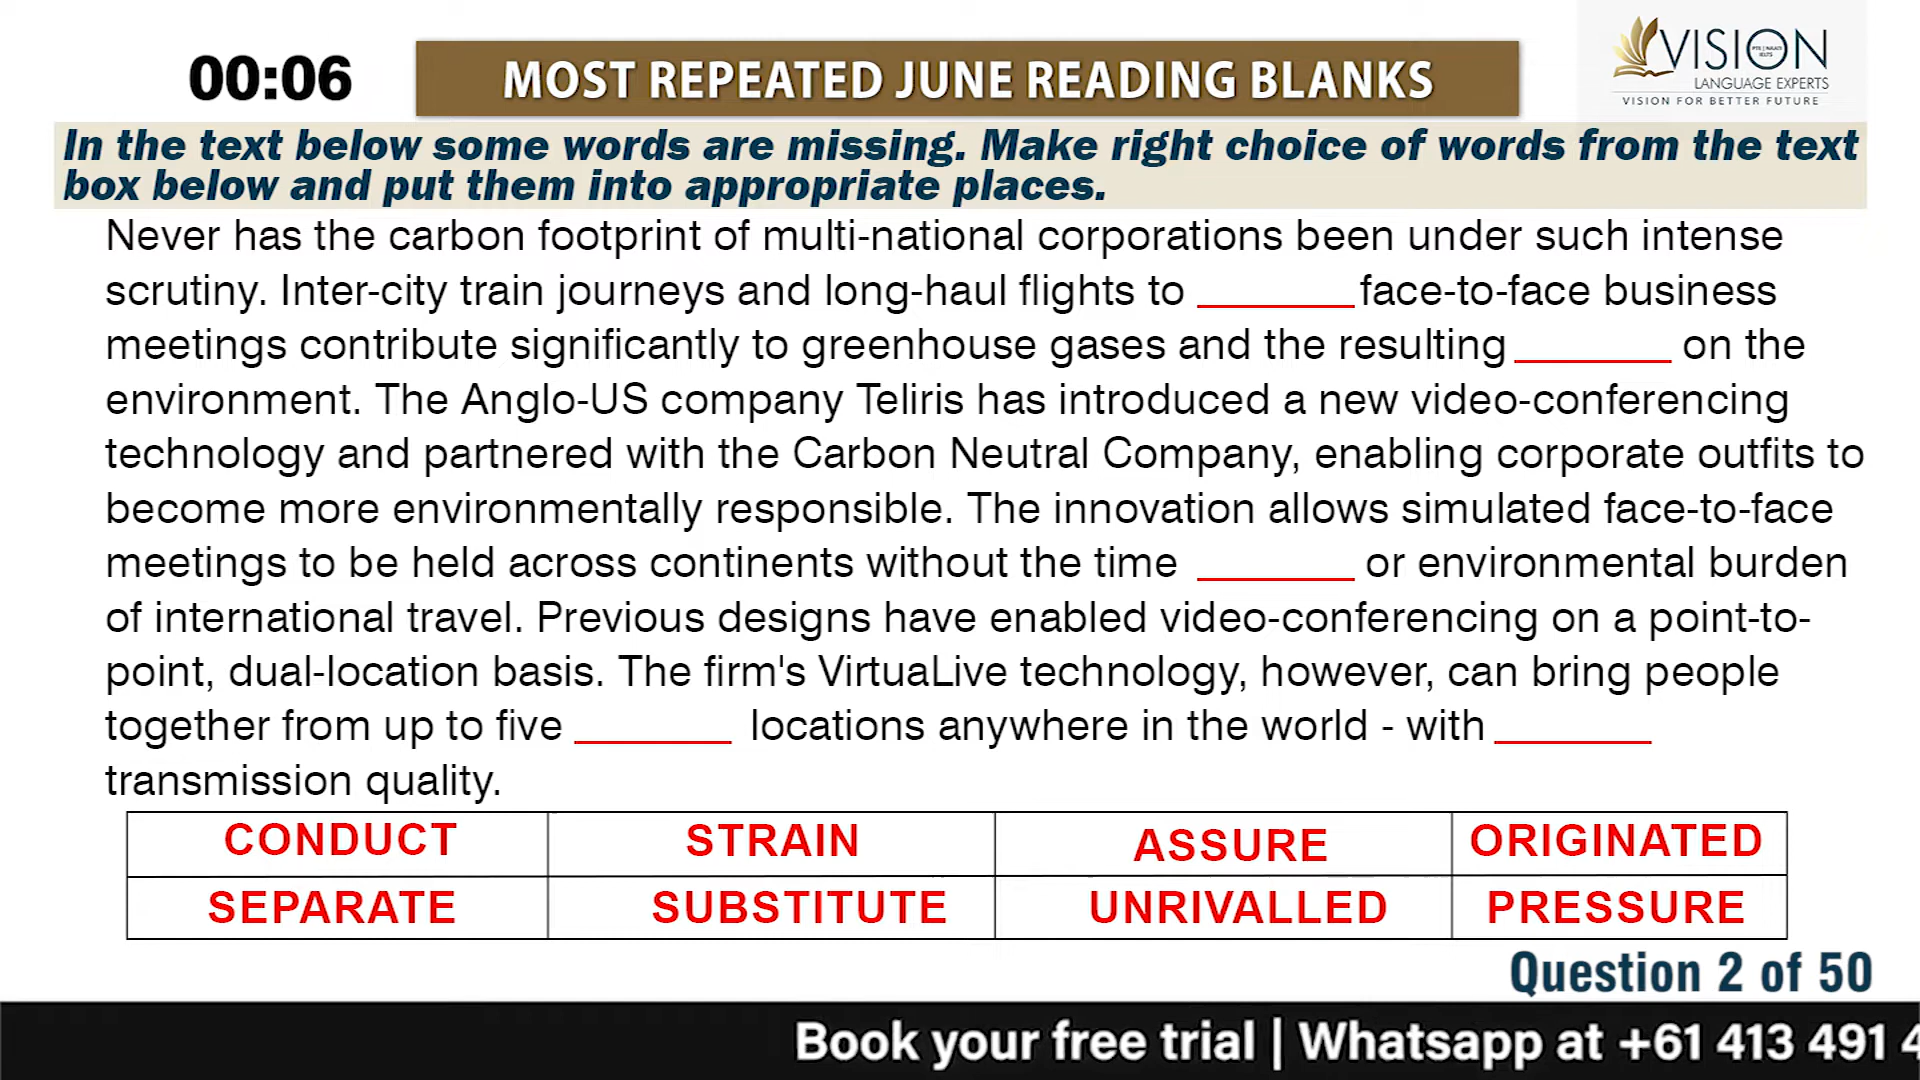 00:06
MOST REPEATED JUNE READING BLANKS
VISION
PTE | NAATI
IELTS
LANGUAGE EXPERTS
VISION FOR BETTER FUTURE
In the text below some words are missing. Make right choice of words from the text
box below and put them into appropriate places.
Never has the carbon footprint of multi-national corporations been under such intense
scrutiny. Inter-city train journeys and long-haul flights to _______ face-to-face business
meetings contribute significantly to greenhouse gases and the resulting _______ on the
environment. The Anglo-US company Teliris has introduced a new video-conferencing
technology and partnered with the Carbon Neutral Company, enabling corporate outfits to
become more environmentally responsible. The innovation allows simulated face-to-face
meetings to be held across continents without the time _______ or environmental burden
of international travel. Previous designs have enabled video-conferencing on a point-to-
point, dual-location basis. The firm's VirtuaLive technology, however, can bring people
together from up to five _______ locations anywhere in the world - with _______
transmission quality.
CONDUCT STRAIN ASSURE ORIGINATED
SEPARATE SUBSTITUTE UNRIVALLED PRESSURE
Question 2 of 50
Book your free trial | Whatsapp at +61 413 491 4